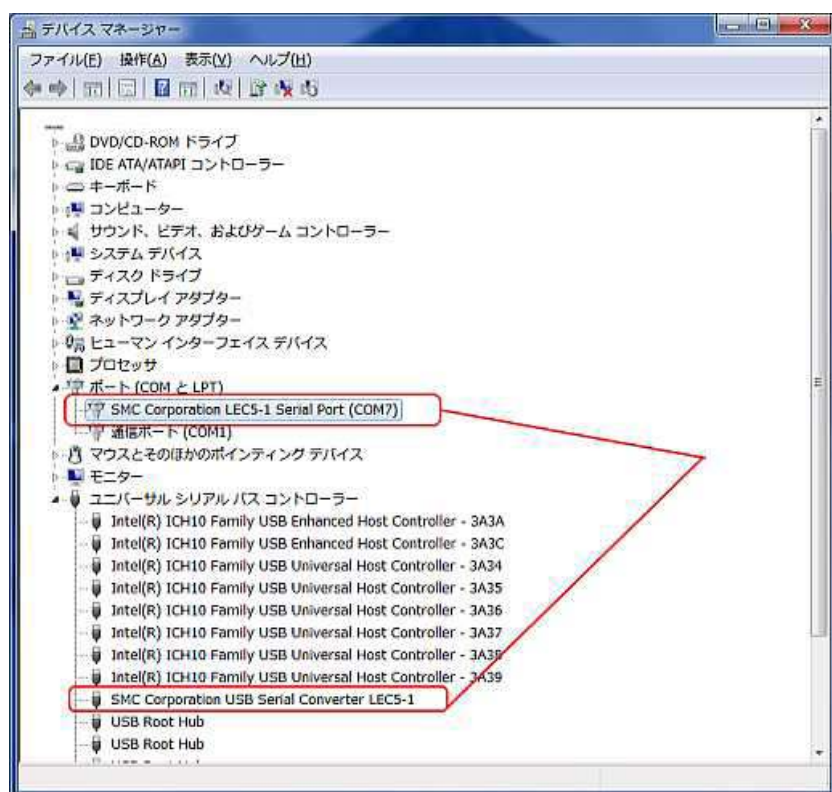 デバイス マネージャー
ファイル(F) 操作(A) 表示(V) ヘルプ(H)
DVD/CD-ROM ドライブ
IDE ATA/ATAPI コントローラー
キーボード
コンピューター
サウンド、ビデオ、およびゲーム コントローラー
システム デバイス
ディスク ドライブ
ディスプレイ アダプター
ネットワーク アダプター
ヒューマン インターフェイス デバイス
プロセッサ
ポート (COM と LPT)
SMC Corporation LEC5-1 Serial Port (COM7)
通信ポート (COM1)
マウスとそのほかのポインティング デバイス
モニター
ユニバーサル シリアル バス コントローラー
Intel(R) ICH10 Family USB Enhanced Host Controller - 3A3A
Intel(R) ICH10 Family USB Enhanced Host Controller - 3A3C
Intel(R) ICH10 Family USB Universal Host Controller - 3A34
Intel(R) ICH10 Family USB Universal Host Controller - 3A35
Intel(R) ICH10 Family USB Universal Host Controller - 3A36
Intel(R) ICH10 Family USB Universal Host Controller - 3A37
Intel(R) ICH10 Family USB Universal Host Controller - 3A38
Intel(R) ICH10 Family USB Universal Host Controller - 3A39
SMC Corporation USB Serial Converter LEC5-1
USB Root Hub
USB Root Hub